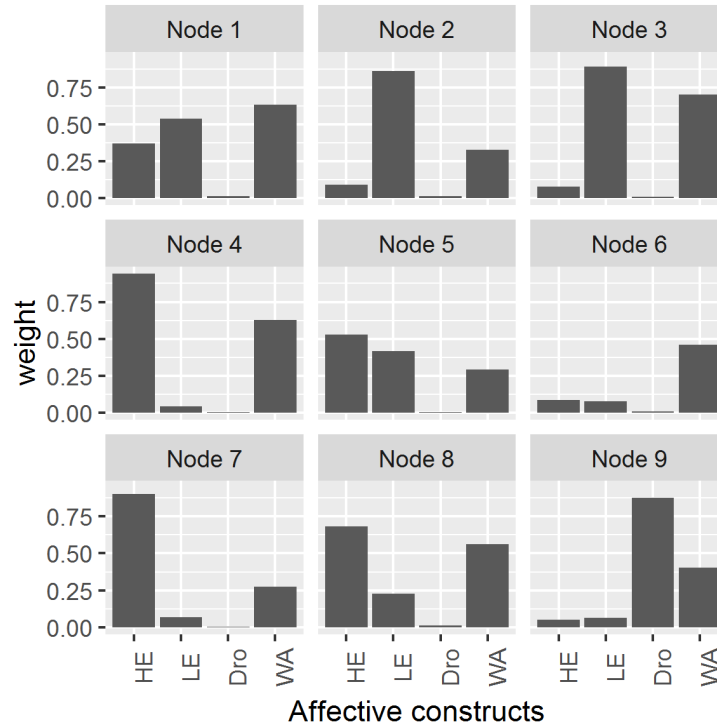 Node 1 Node 2 Node 3
0.75
0.50
0.25
0.00
Node 4 Node 5 Node 6
0.75
0.50
0.25
0.00
Node 7 Node 8 Node 9
0.75
0.50
0.25
0.00
weight
HE LE Dro WA HE LE Dro WA HE LE Dro WA
Affective constructs